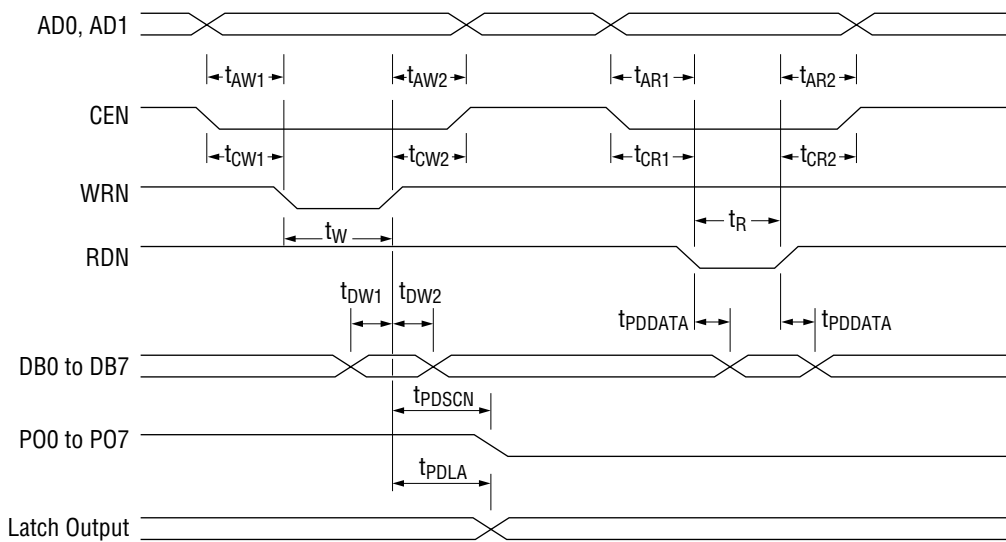 AD0, AD1
tAW1 tAW2 tAR1 tAR2
CEN
tCW1 tCW2 tCR1 tCR2
WRN
tW tR
RDN
tDW1 tDW2 tPDDATA tPDDATA
DB0 to DB7
tPDSCN
PO0 to PO7
tPDLA
Latch Output